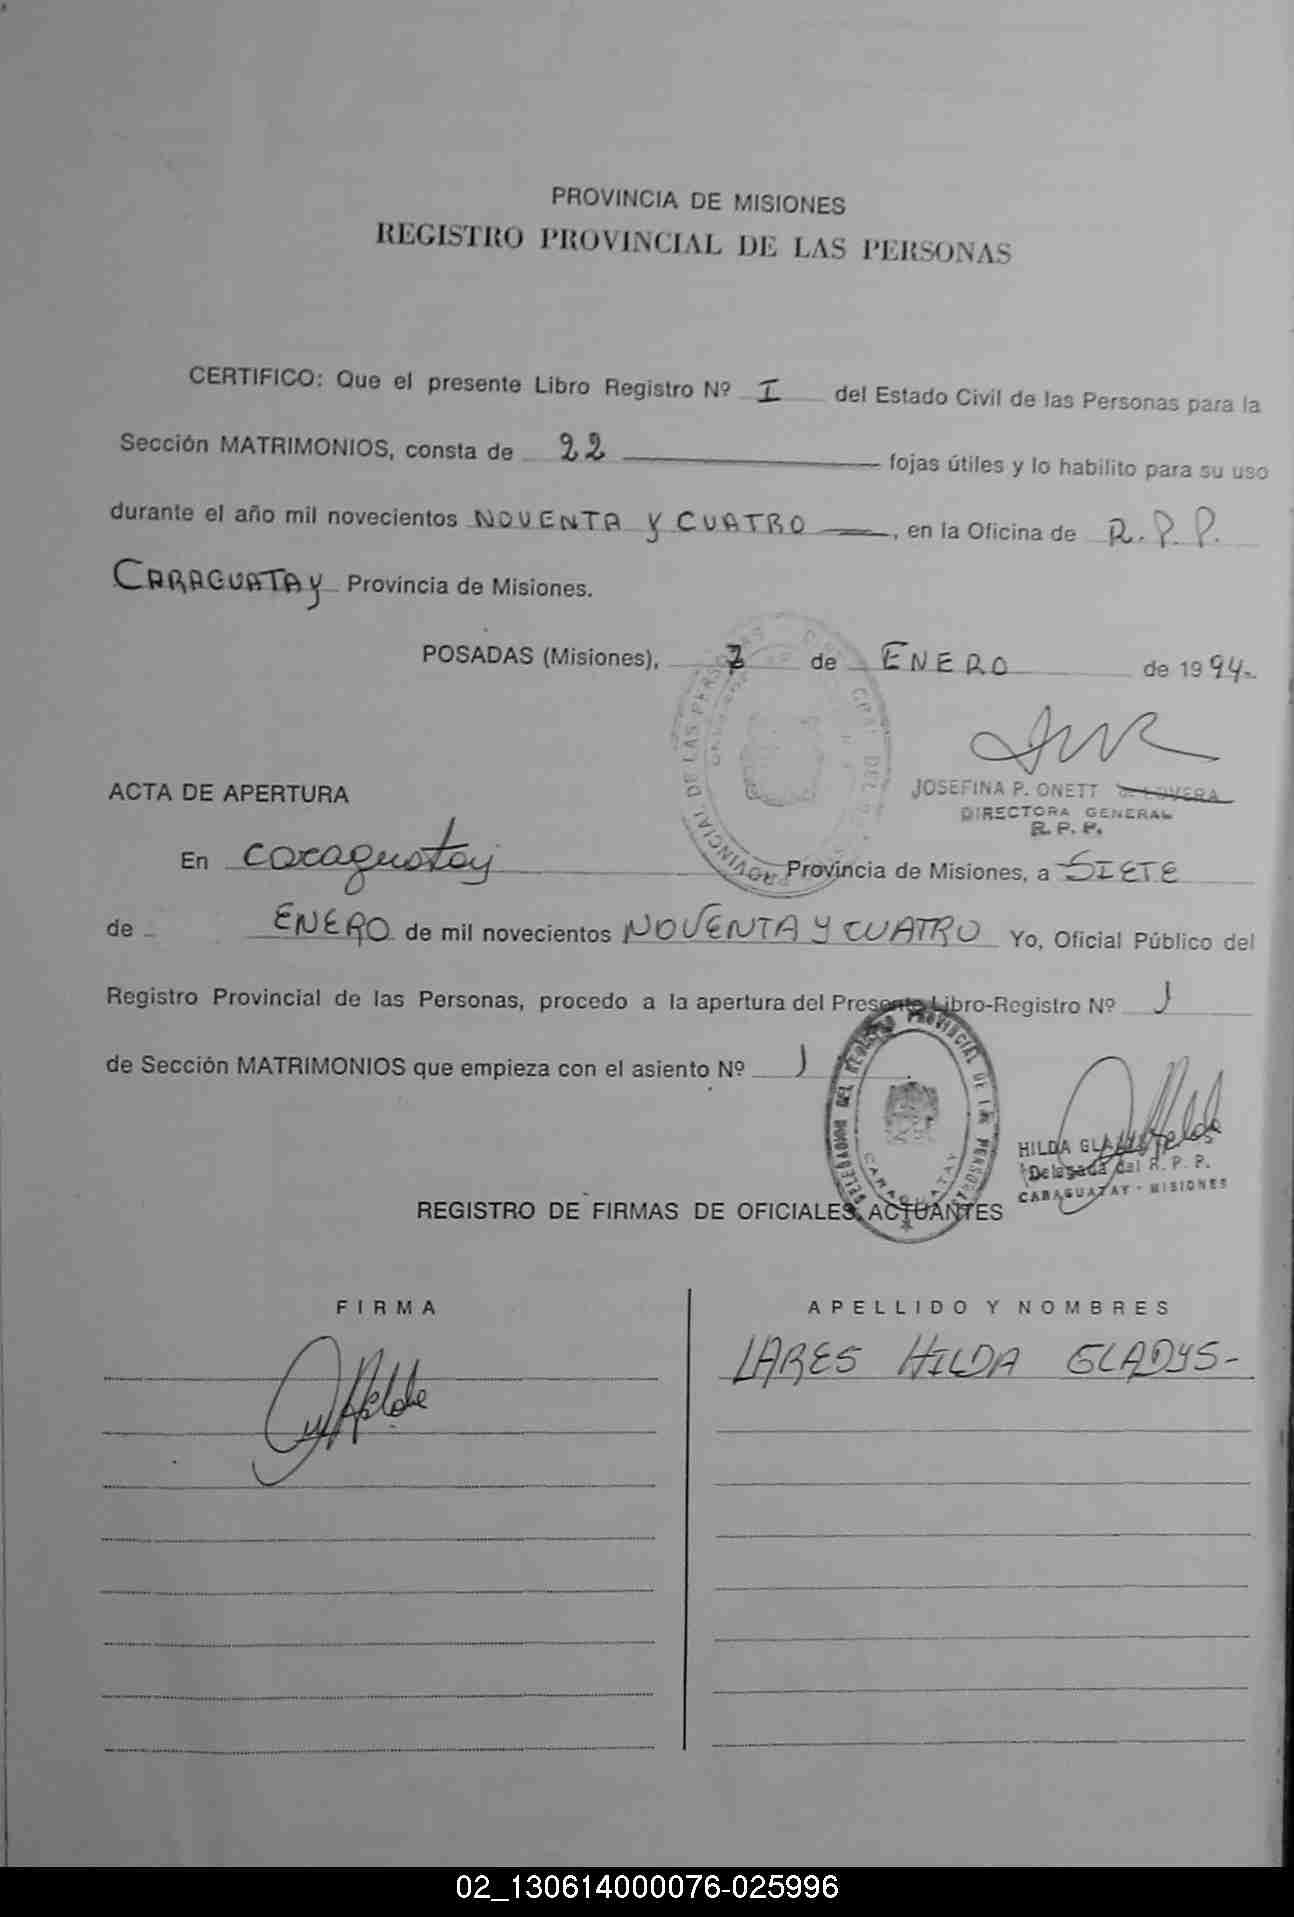 PROVINCIA DE MISIONES
REGISTRO PROVINCIAL DE LAS PERSONAS
CERTIFICO: Que el presente Libro Registro Nº I del Estado Civil de las Personas para la
Sección MATRIMONIOS, consta de 22 fojas útiles y lo habilito para su uso
durante el año mil novecientos NOVENTA Y CUATRO, en la Oficina de R.P.P.
CARAGUATAY Provincia de Misiones.
POSADAS (Misiones), de ENERO de 1994.
JOSEFINA P. ONETT
DIRECTORA GENERAL
R. P. P.
ACTA DE APERTURA
En caraguatay Provincia de Misiones, a SIETE
de ENERO de mil novecientos NOVENTA Y CUATRO Yo, Oficial Público del
Registro Provincial de las Personas, procedo a la apertura del Presente Libro-Registro Nº 1
de Sección MATRIMONIOS que empieza con el asiento Nº 1
HILDA
Delegada del R. P. P.
CARAGUATAY - MISIONES
CARAGUATAY
REGISTRO DE FIRMAS DE OFICIALES ACTUANTES
FIRMA APELLIDO Y NOMBRES
LARES HILDA GLADYS-
02_130614000076-025996